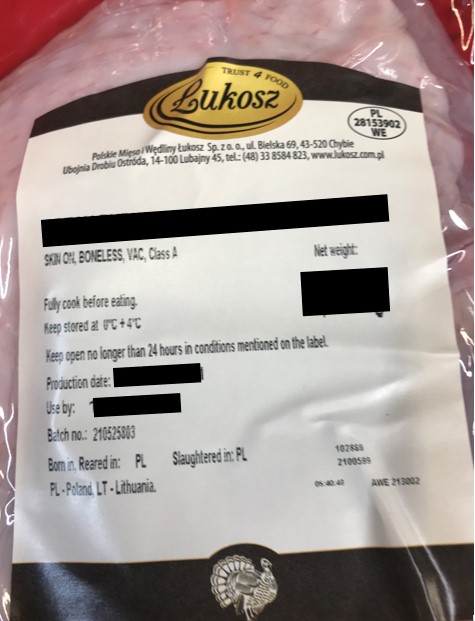 TRUST 4 FOOD
Łukosz
PL
28153902
WE
Polskie Mięso i Wędliny Łukosz Sp. z o. o., ul. Bielska 69, 43-520 Chybie
Ubojnia Drobiu Ostróda, 14-100 Lubajny 45, tel.: (48) 33 8584 823, www.lukosz.com.pl
SKIN ON, BONELESS, VAC, Class A
Net weight:
Fully cook before eating.
Keep stored at 0°C + 4°C
Keep open no longer than 24 hours in conditions mentioned on the label.
Production date:
Use by:
Batch no.: 210525803
Born in, Reared in: PL Slaughtered in: PL
PL - Poland, LT - Lithuania.
102888
2100599
05:40:40 AWE 213002